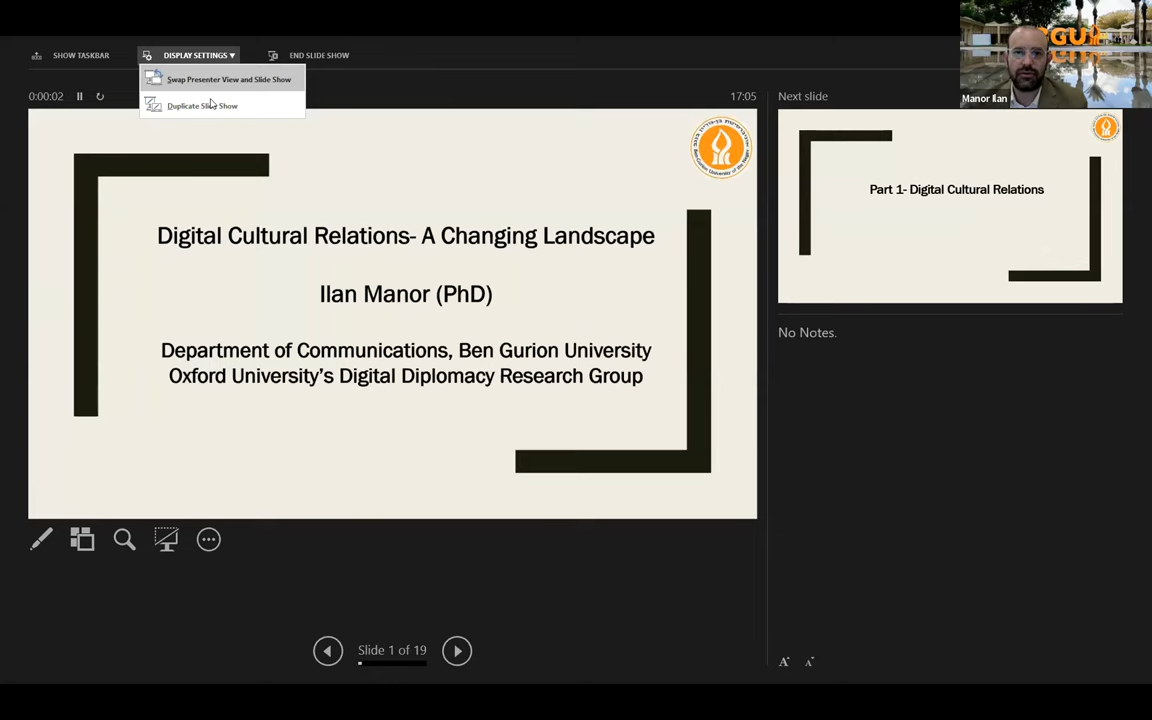 SHOW TASKBAR
DISPLAY SETTINGS ▼
END SLIDE SHOW
Swap Presenter View and Slide Show
Duplicate Slide Show
GU
Manor Ilan
0:00:02
17:05
Next slide
Digital Cultural Relations- A Changing Landscape
Ilan Manor (PhD)
Department of Communications, Ben Gurion University
Oxford University's Digital Diplomacy Research Group
Part 1- Digital Cultural Relations
No Notes.
Slide 1 of 19
A
A